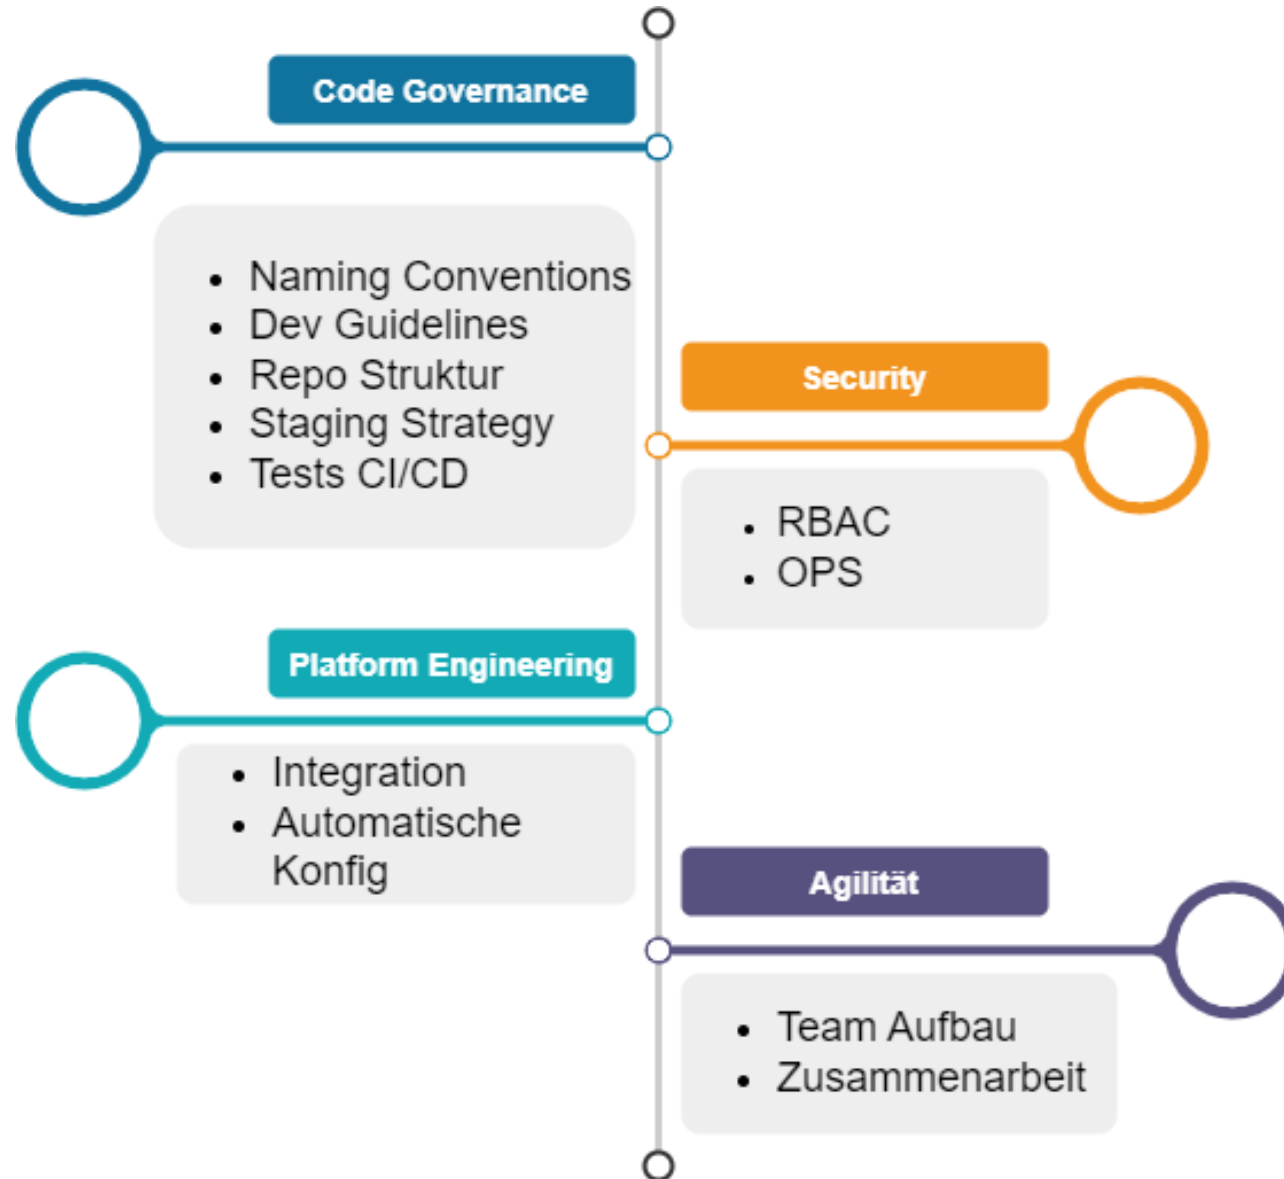 Code Governance
• Naming Conventions
• Dev Guidelines
• Repo Struktur
• Staging Strategy
• Tests CI/CD
Security
• RBAC
• OPS
Platform Engineering
• Integration
• Automatische
Konfig
Agilität
• Team Aufbau
• Zusammenarbeit